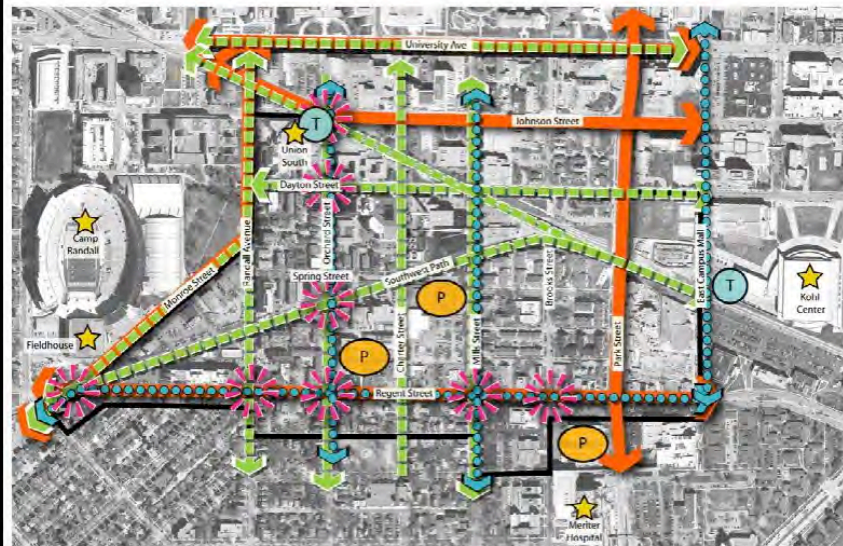 University Ave
Johnson Street
T
Union
South
Dayton Street
Camp
Randall
Randall Avenue
Orchard Street
East Campus Mall
Monroe Street
Spring Street
Southwest Path
T
Kohl
Center
P
Charter Street
Mills Street
Brooks Street
Park Street
Fieldhouse
P
Regent Street
P
Meriter
Hospital